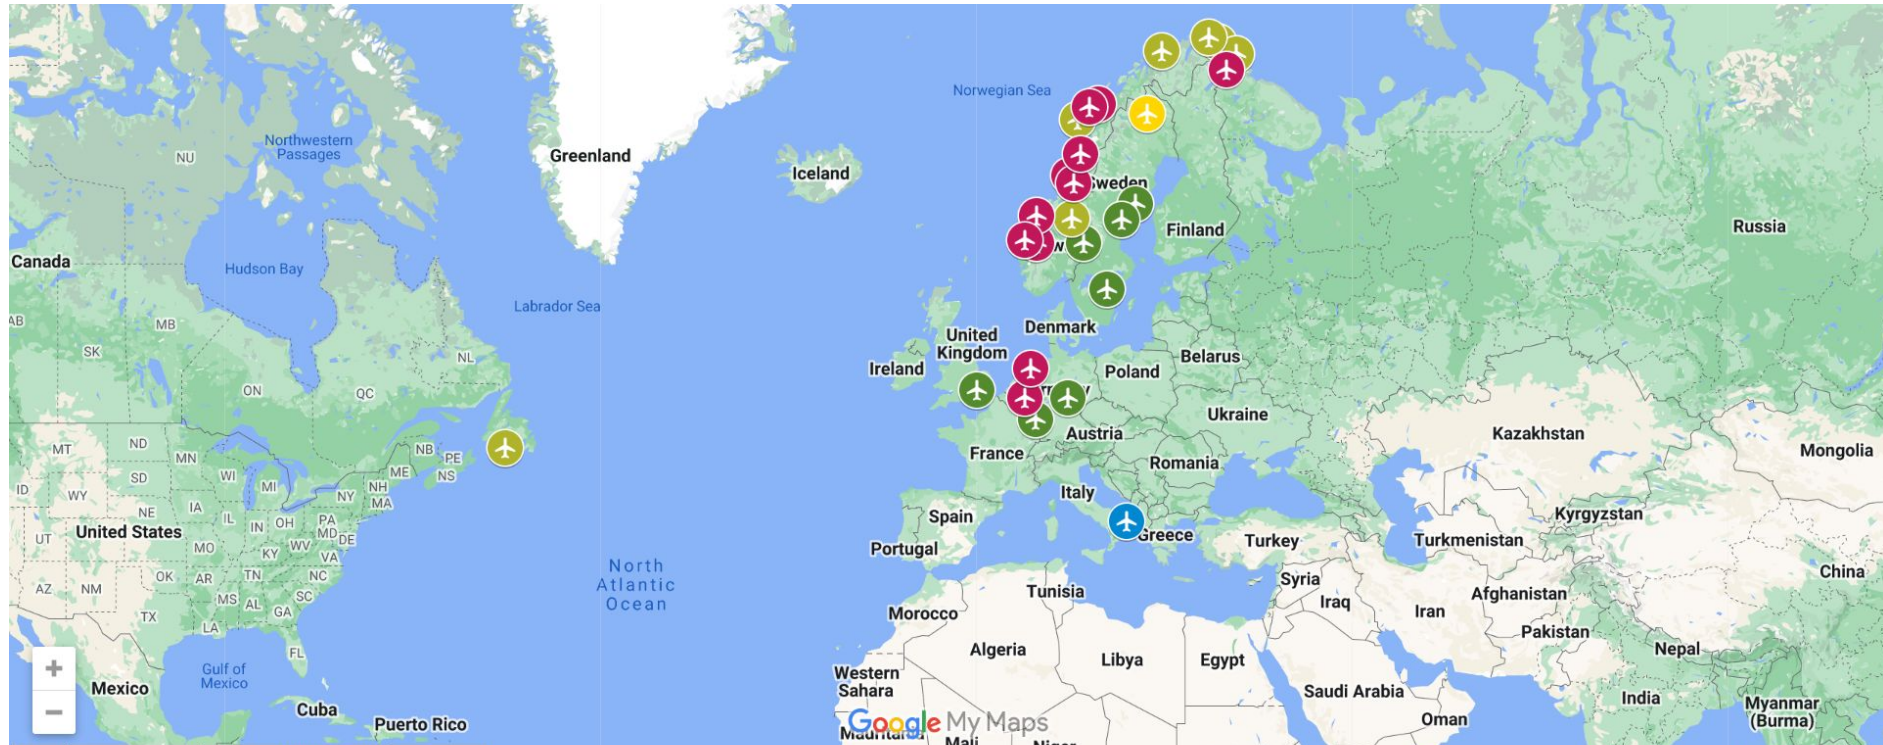 Norwegian Sea
Northwestern
Passages
NU
Greenland
Iceland
Sweden
Finland
Russia
Canada
Hudson Bay
Labrador Sea
AB
MB
SK
NL
ON
QC
United
Kingdom
Denmark
Ireland
Belarus
Poland
Ukraine
Austria
France
Romania
Kazakhstan
Mongolia
MT
ND
MN
NB
PE
NS
ME
SD
WI
MI
ID
WY
NY
NH
MA
Italy
NE
IA
IL
IN
OH
PA
MD
DE
United States
Spain
Greece
Kyrgyzstan
UT
MO
KY
WV
VA
Portugal
Turkey
Turkmenistan
North
Atlantic
Ocean
AZ
NM
OK
AR
TN
NC
China
Syria
Tunisia
MS
AL
GA
SC
Iraq
Iran
Afghanistan
TX
LA
Morocco
Pakistan
FL
Algeria
Libya
Egypt
Nepal
Gulf of
Mexico
Western
Sahara
Mexico
Saudi Arabia
India
Myanmar
(Burma)
Cuba
Puerto Rico
Oman
Google My Maps
Mauritania
Mali
Niger